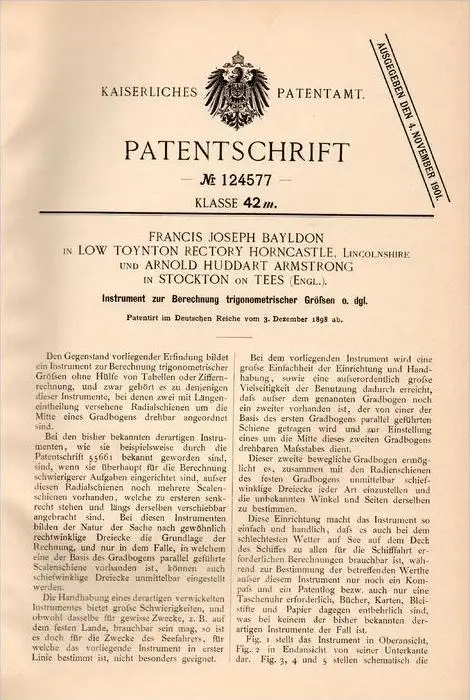 KAISERLICHES PATENTAMT.
AUSGEGEBEN DEN 4. NOVEMBER 1901.
PATENTSCHRIFT
— № 124577 —
KLASSE 42 m.
FRANCIS JOSEPH BAYLDON
IN LOW TOYNTON RECTORY HORNCASTLE, LINCOLNSHIRE
UND ARNOLD HUDDART ARMSTRONG
IN STOCKTON ON TEES (ENGL.).
Instrument zur Berechnung trigonometrischer Größen o. dgl.
Patentirt im Deutschen Reiche vom 3. Dezember 1898 ab.
Den Gegenstand vorliegender Erfindung bildet
ein Instrument zur Berechnung trigonometrischer
Größen ohne Hülfe von Tabellen oder Ziffern-
rechnung, und zwar gehört es zu denjenigen
dieser Instrumente, bei denen zwei mit Längen-
eintheilung versehene Radialschienen um die
Mitte eines Gradbogens drehbar angeordnet
sind.
Bei den bisher bekannten derartigen Instru-
menten, wie sie beispielsweise durch die
Patentschrift 55661 bekannt geworden sind,
sind, wenn sie überhaupt für die Berechnung
schwierigerer Aufgaben eingerichtet sind, außer
diesen Radialschienen noch mehrere Scalen-
schienen vorhanden, welche zu ersteren senk-
recht stehen und längs derselben verschiebbar
angebracht sind. Bei diesen Instrumenten
bilden der Natur der Sache nach gewöhnlich
rechtwinklige Dreiecke die Grundlage der
Rechnung, und nur in dem Falle, in welchem
eine der Basis des Gradbogens parallel geführte
Scalenschiene vorhanden ist, können auch
schiefwinklige Dreiecke unmittelbar eingestellt
werden.
Die Handhabung eines derartigen verwickelten
Instrumentes bietet große Schwierigkeiten, und
obwohl dasselbe für gewisse Zwecke, z. B. auf
dem festen Lande, brauchbar sein mag, so ist
es doch für die Zwecke des Seefahrers, für
welche das vorliegende Instrument in erster
Linie bestimmt ist, nicht besonders geeignet.
Bei dem vorliegenden Instrument wird eine
große Einfachheit der Einrichtung und Hand-
habung, sowie eine außerordentlich große
Vielseitigkeit der Benutzung dadurch erreicht,
daß außer dem genannten Gradbogen noch
ein zweiter vorhanden ist, der von einer der
Basis des ersten Gradbogens parallel geführten
Schiene getragen wird und zur Einstellung
eines um die Mitte dieses zweiten Gradbogens
drehbaren Maßstabes dient.
Dieser zweite bewegliche Gradbogen ermög-
licht es, zusammen mit den Radienschienen
des festen Gradbogens unmittelbar schief-
winklige Dreiecke jeder Art einzustellen und
die unbekannten Winkel und Seiten derselben
zu bestimmen.
Diese Einrichtung macht das Instrument so
einfach und handlich, daß es auch bei dem
schlechtesten Wetter auf See auf dem Deck
des Schiffes zu allen für die Schifffahrt er-
forderlichen Berechnungen brauchbar ist, wäh-
rend zur Bestimmung der betreffenden Werthe
außer diesem Instrument nur noch ein Kom-
paß und ein Patentlog bezw. auch nur eine
Taschenuhr erforderlich, Bücher, Karten, Blei-
stifte und Papier dagegen entbehrlich sind,
was bei keinem der bisher bekannten der-
artigen Instrumente der Fall ist.
Fig. 1 stellt das Instrument in Oberansicht,
Fig. 2 in Endansicht von seiner Unterkante
dar. Fig. 3, 4 und 5 stellen schematisch die